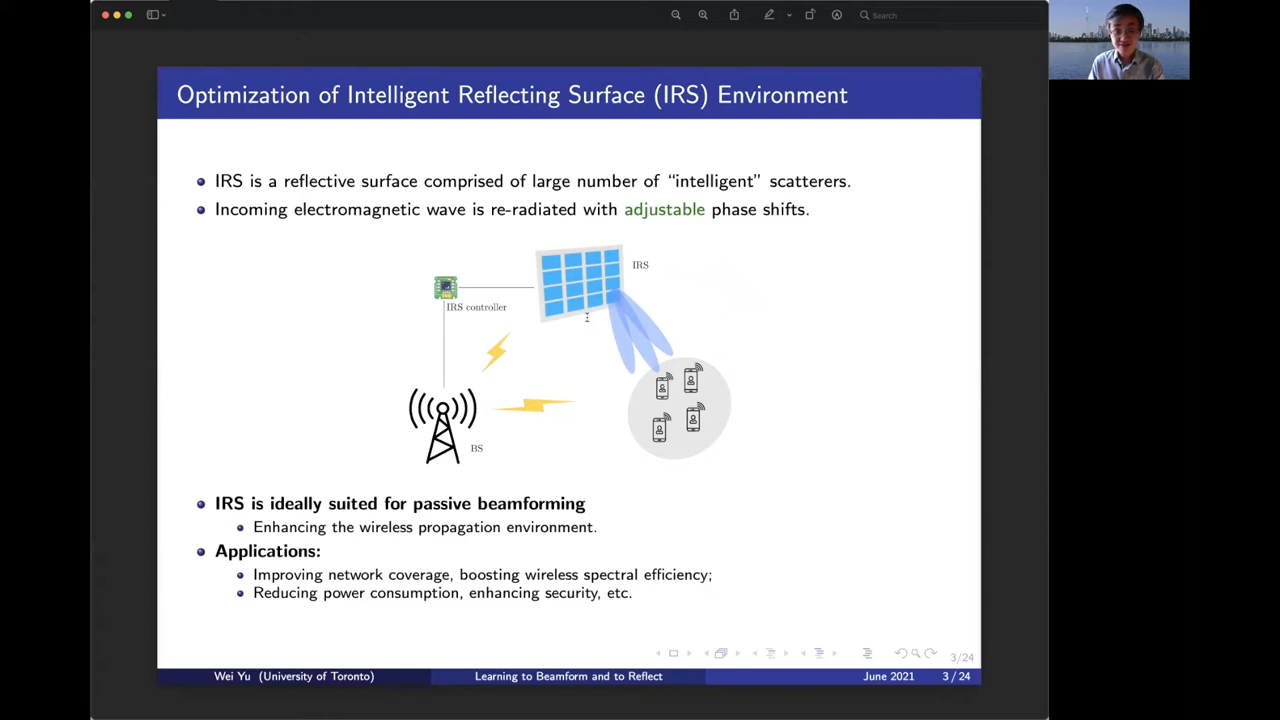 Search
Optimization of Intelligent Reflecting Surface (IRS) Environment
IRS is a reflective surface comprised of large number of “intelligent” scatterers.
Incoming electromagnetic wave is re-radiated with adjustable phase shifts.
IRS
IRS controller
BS
IRS is ideally suited for passive beamforming
Enhancing the wireless propagation environment.
Applications:
Improving network coverage, boosting wireless spectral efficiency;
Reducing power consumption, enhancing security, etc.
3/24
Wei Yu (University of Toronto)
Learning to Beamform and to Reflect
June 2021
3 / 24